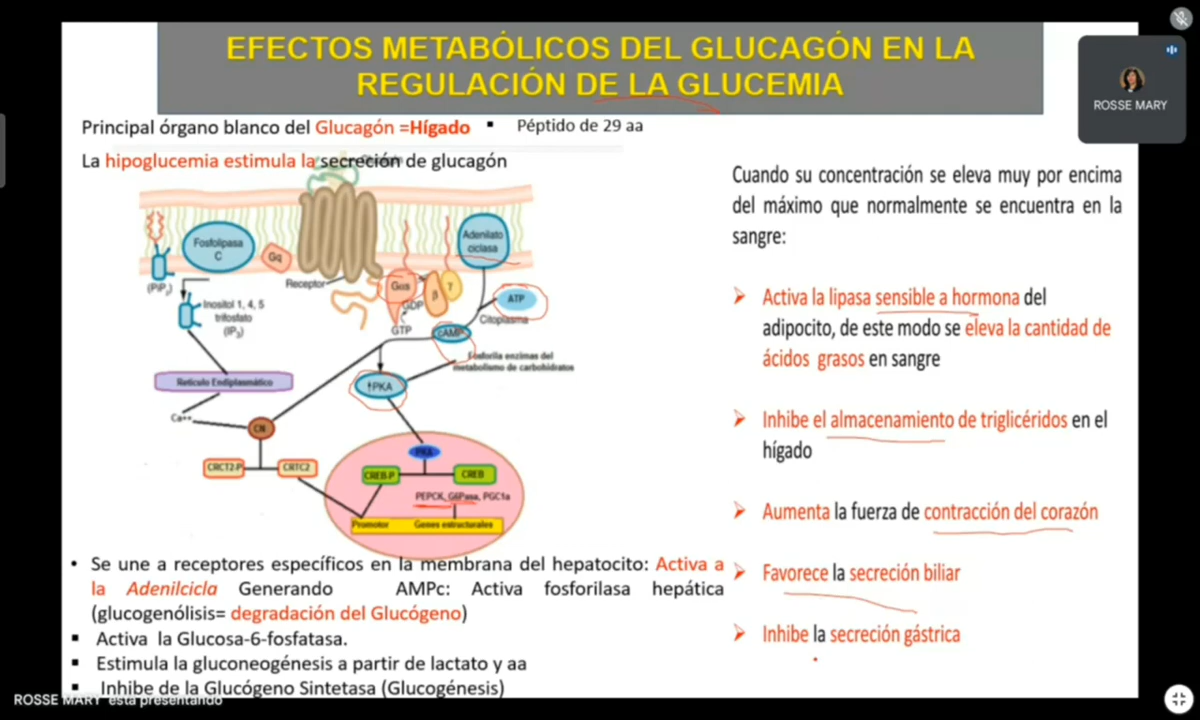 EFECTOS METABÓLICOS DEL GLUCAGÓN EN LA
REGULACIÓN DE LA GLUCEMIA
ROSSE MARY
Principal órgano blanco del Glucagón =Hígado ▪ Péptido de 29 aa
La hipoglucemia estimula la secreción de glucagón
Fosfolipasa
C
Gq
Receptor
(PIP₂)
Inositol 1, 4, 5
trifosfato
(IP₃)
Gαs
β
γ
GDP
GTP
Adenilato
ciclasa
ATP
Citoplasma
cAMP
Fosforila enzimas del
metabolismo de carbohidratos
↑PKA
Retículo Endiplasmático
Ca++
CN
CRCT2-P
CRTC2
PKA
CREB-P
CREB
PEPCK, G6Pasa, PGC1a
Promotor
Genes estructurales
• Se une a receptores específicos en la membrana del hepatocito: Activa a
la Adenilcicla Generando AMPc: Activa fosforilasa hepática
(glucogenólisis= degradación del Glucógeno)
▪ Activa la Glucosa-6-fosfatasa.
▪ Estimula la gluconeogénesis a partir de lactato y aa
▪ Inhibe de la Glucógeno Sintetasa (Glucogénesis)
Cuando su concentración se eleva muy por encima
del máximo que normalmente se encuentra en la
sangre:
➢ Activa la lipasa sensible a hormona del
adipocito, de este modo se eleva la cantidad de
ácidos grasos en sangre
➢ Inhibe el almacenamiento de triglicéridos en el
hígado
➢ Aumenta la fuerza de contracción del corazón
➢ Favorece la secreción biliar
➢ Inhibe la secreción gástrica
ROSSE MARY está presentando